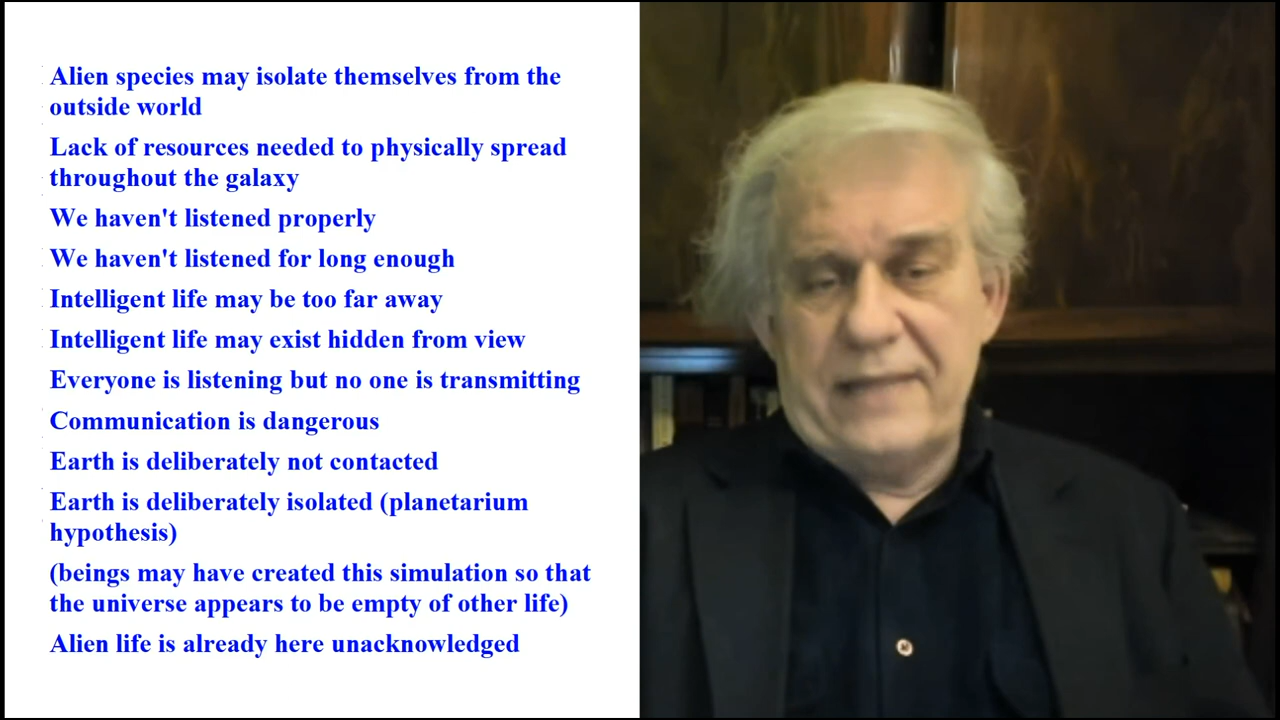 Alien species may isolate themselves from the
outside world
Lack of resources needed to physically spread
throughout the galaxy
We haven't listened properly
We haven't listened for long enough
Intelligent life may be too far away
Intelligent life may exist hidden from view
Everyone is listening but no one is transmitting
Communication is dangerous
Earth is deliberately not contacted
Earth is deliberately isolated (planetarium
hypothesis)
(beings may have created this simulation so that
the universe appears to be empty of other life)
Alien life is already here unacknowledged